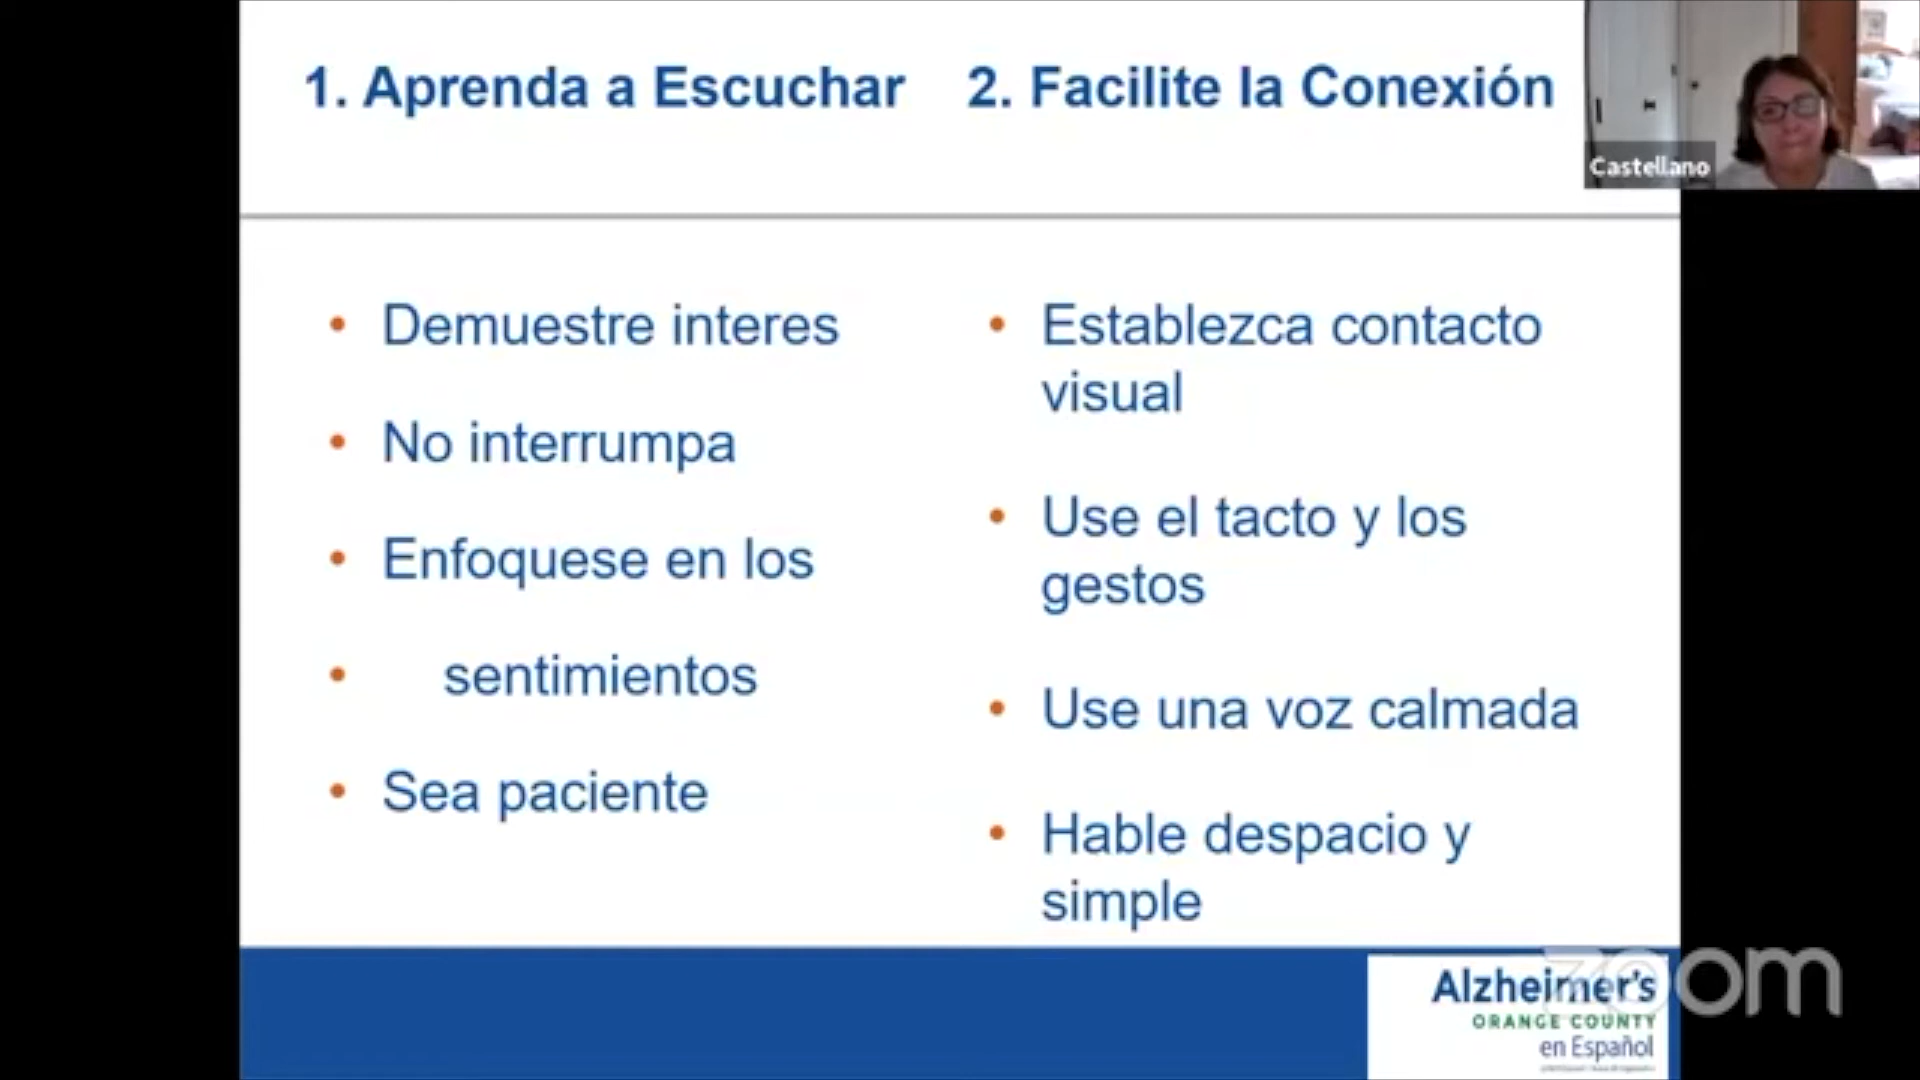 1. Aprenda a Escuchar
2. Facilite la Conexión
Castellano
• Demuestre interes
• No interrumpa
• Enfoquese en los
• sentimientos
• Sea paciente
• Establezca contacto
visual
• Use el tacto y los
gestos
• Use una voz calmada
• Hable despacio y
simple
Alzheimer's
ORANGE COUNTY
en Español
zoom